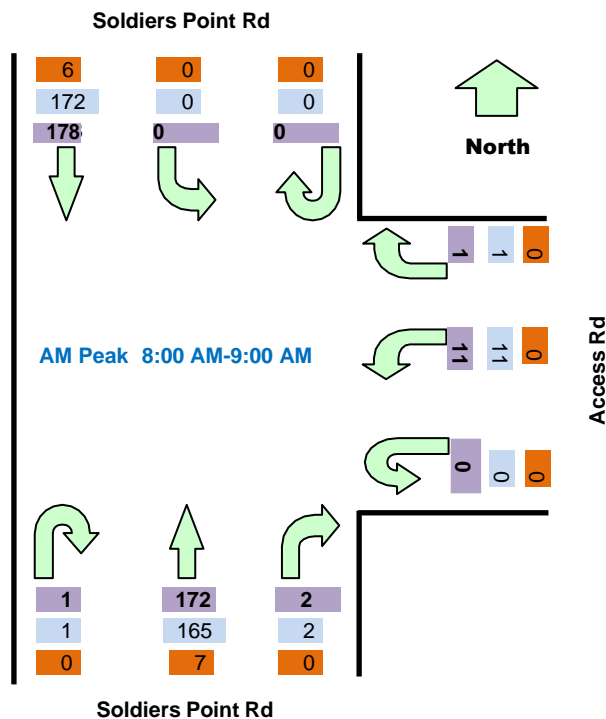 Soldiers Point Rd
6 0 0
172 0 0
178 0 0
North
1 1 0
AM Peak 8:00 AM-9:00 AM
11 11 0
Access Rd
0 0 0
1 172 2
1 165 2
0 7 0
Soldiers Point Rd